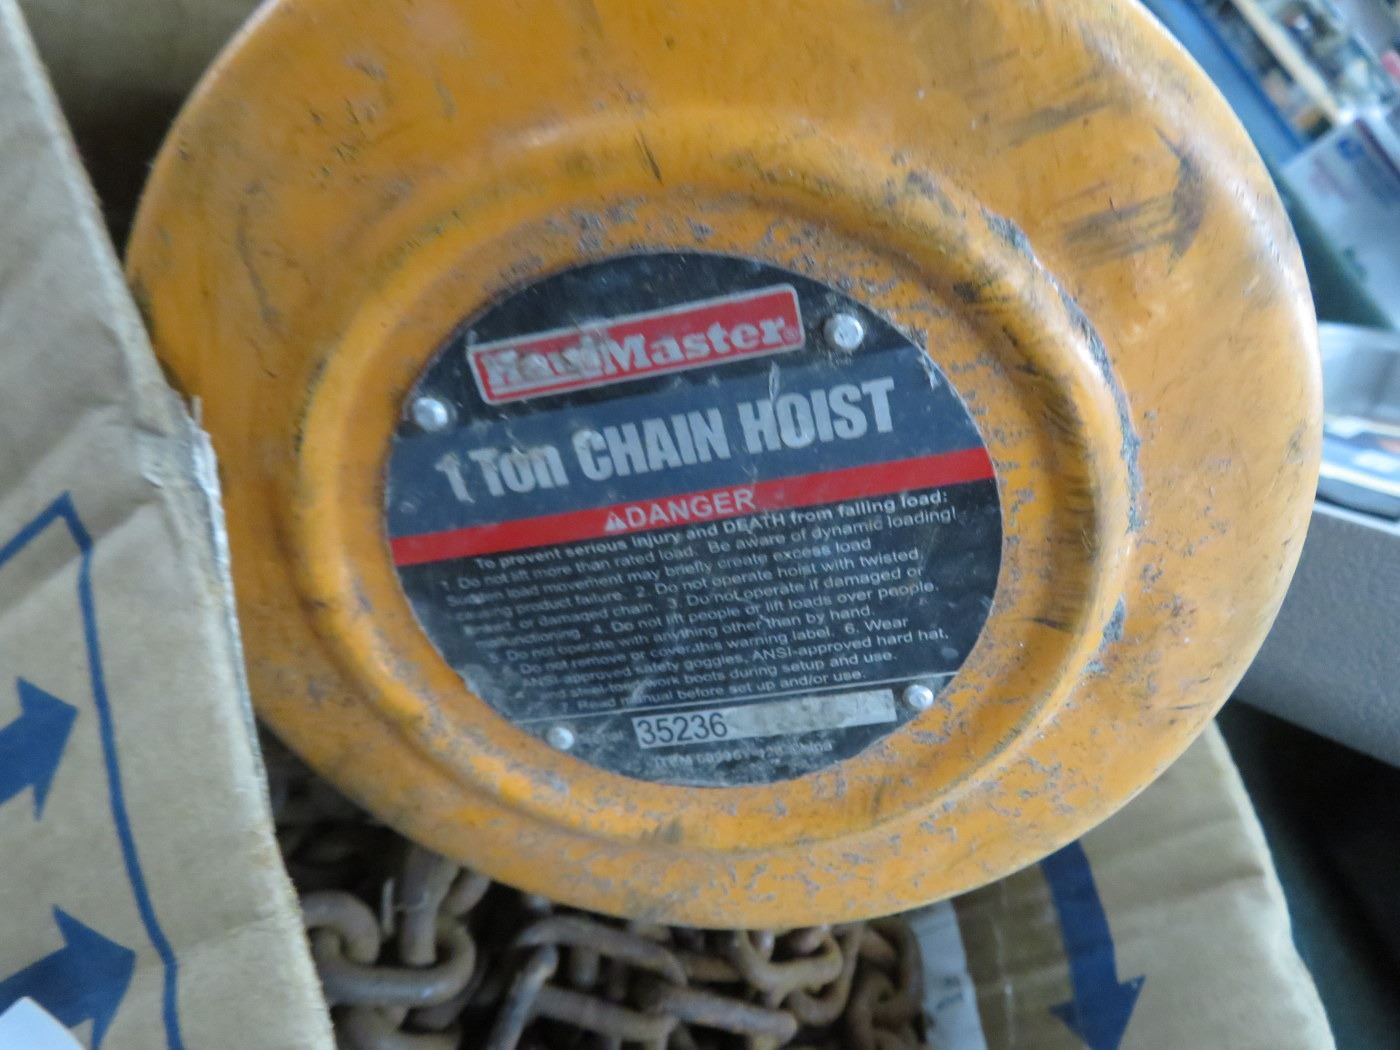 HaulMaster®
1 Ton CHAIN HOIST
⚠DANGER
To prevent serious injury and DEATH from falling load:
1. Do not lift more than rated load. Be aware of dynamic loading!
Sudden load movement may briefly create excess load
product failure. 2. Do not operate hoist with twisted,
or damaged chain. 3. Do not operate if damaged or
malfunctioning. 4. Do not lift people or lift loads over people.
5. Do not operate with anything other than by hand.
Do not remove or cover this warning label. 6. Wear
ANSI-approved safety goggles, ANSI-approved hard hat,
and steel-toed work boots during setup and use.
7. Read manual before set up and/or use.
35236